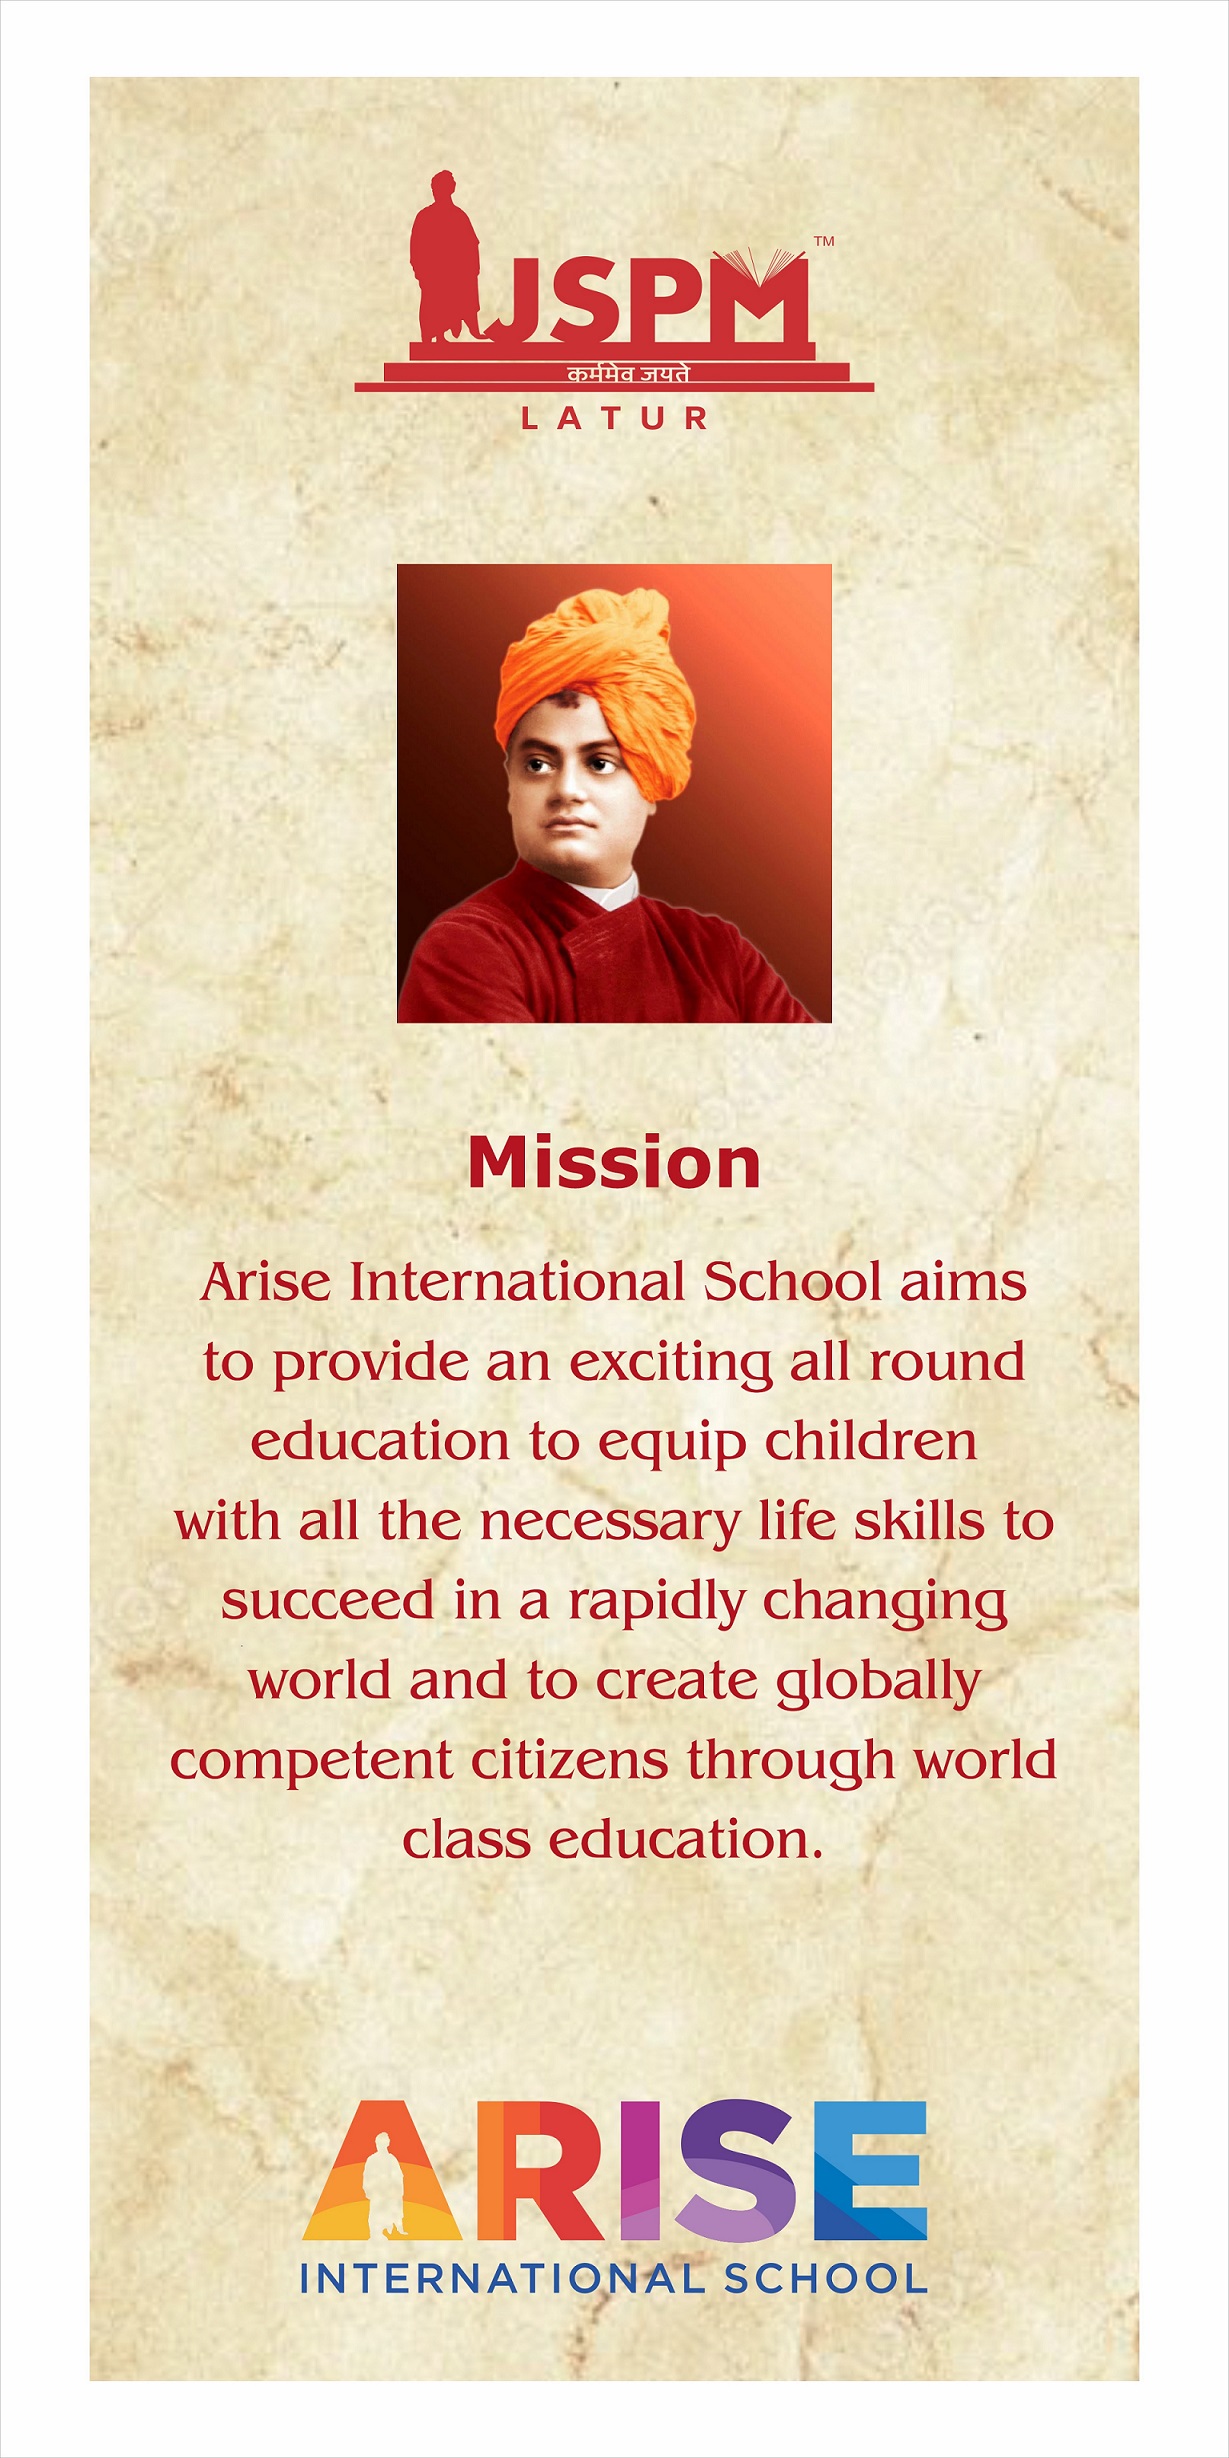 JSPM
TM
कर्ममेव जयते
LATUR
Mission
Arise International School aims
to provide an exciting all round
education to equip children
with all the necessary life skills to
succeed in a rapidly changing
world and to create globally
competent citizens through world
class education.
ARISE
INTERNATIONAL SCHOOL